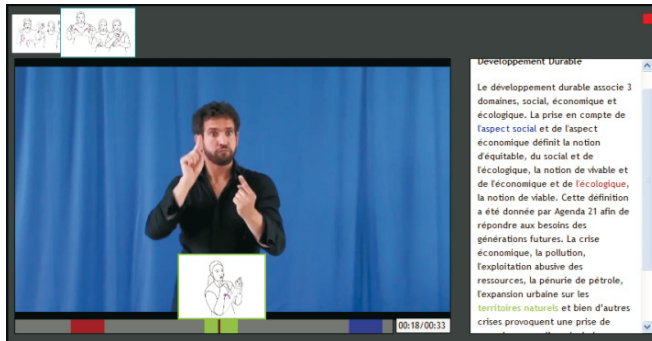 Développement Durable
Le développement durable associe 3
domaines, social, économique et
écologique. La prise en compte de
l'aspect social et de l'aspect
économique définit la notion
d'équitable, du social et de
l'écologique, la notion de vivable et
de l'économique et de l'écologique,
la notion de viable. Cette définition
a été donnée par Agenda 21 afin de
répondre aux besoins des
générations futures. La crise
économique, la pollution,
l'exploitation abusive des
ressources, la pénurie de pétrole,
l'expansion urbaine sur les
territoires naturels et bien d'autres
crises provoquent une prise de
00:18/00:33